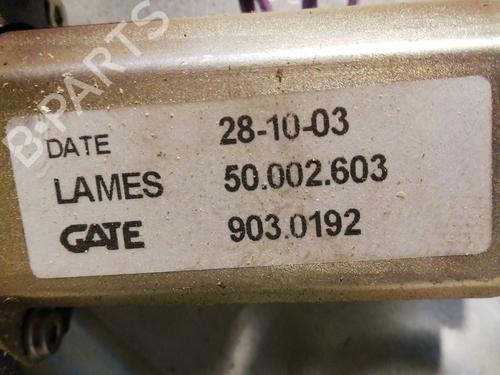 B-PARTS
DATE 28-10-03
LAMES 50.002.603
GATE 903.0192